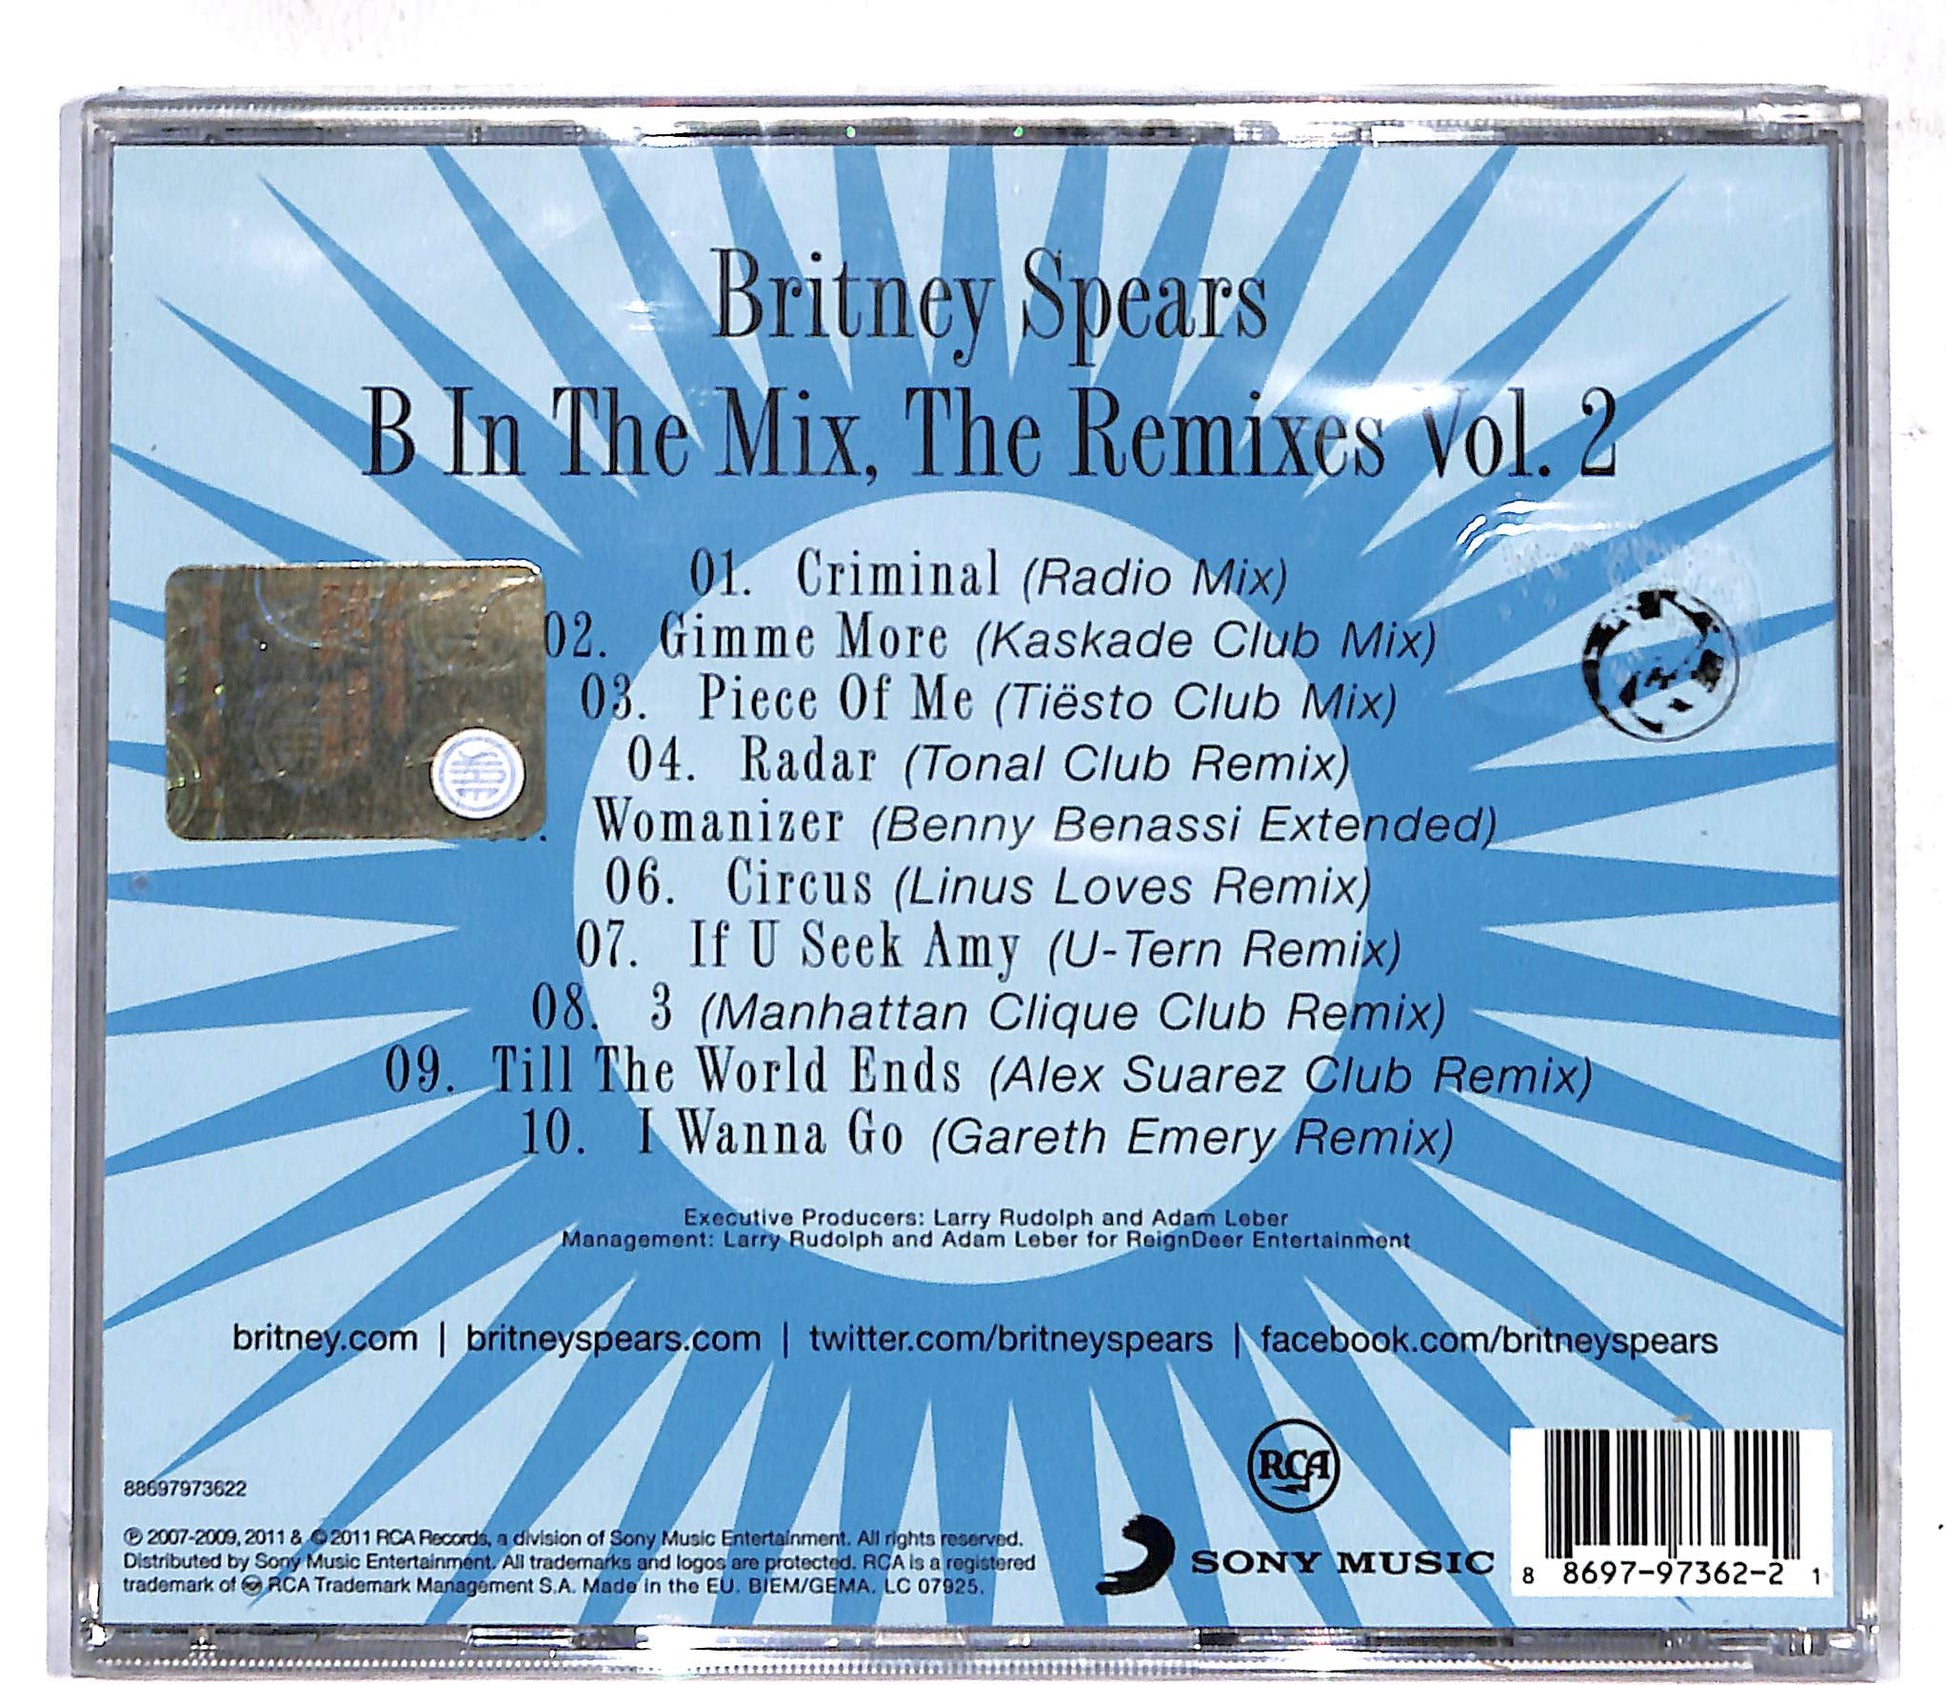 Britney Spears
B In The Mix, The Remixes Vol. 2
01. Criminal (Radio Mix)
02. Gimme More (Kaskade Club Mix)
03. Piece Of Me (Tiësto Club Mix)
04. Radar (Tonal Club Remix)
Womanizer (Benny Benassi Extended)
06. Circus (Linus Loves Remix)
07. If U Seek Amy (U-Tern Remix)
08. 3 (Manhattan Clique Club Remix)
09. Till The World Ends (Alex Suarez Club Remix)
10. I Wanna Go (Gareth Emery Remix)
Executive Producers: Larry Rudolph and Adam Leber
Management: Larry Rudolph and Adam Leber for ReignDeer Entertainment
britney.com | britneyspears.com | twitter.com/britneyspears | facebook.com/britneyspears
88697973622
℗ 2007-2009, 2011 & © 2011 RCA Records, a division of Sony Music Entertainment. All rights reserved.
Distributed by Sony Music Entertainment. All trademarks and logos are protected. RCA is a registered
trademark of RCA Trademark Management S.A. Made in the EU. BIEM/GEMA. LC 07925.
RCA
SONY MUSIC
8 8697-97362-2 1
SIAE